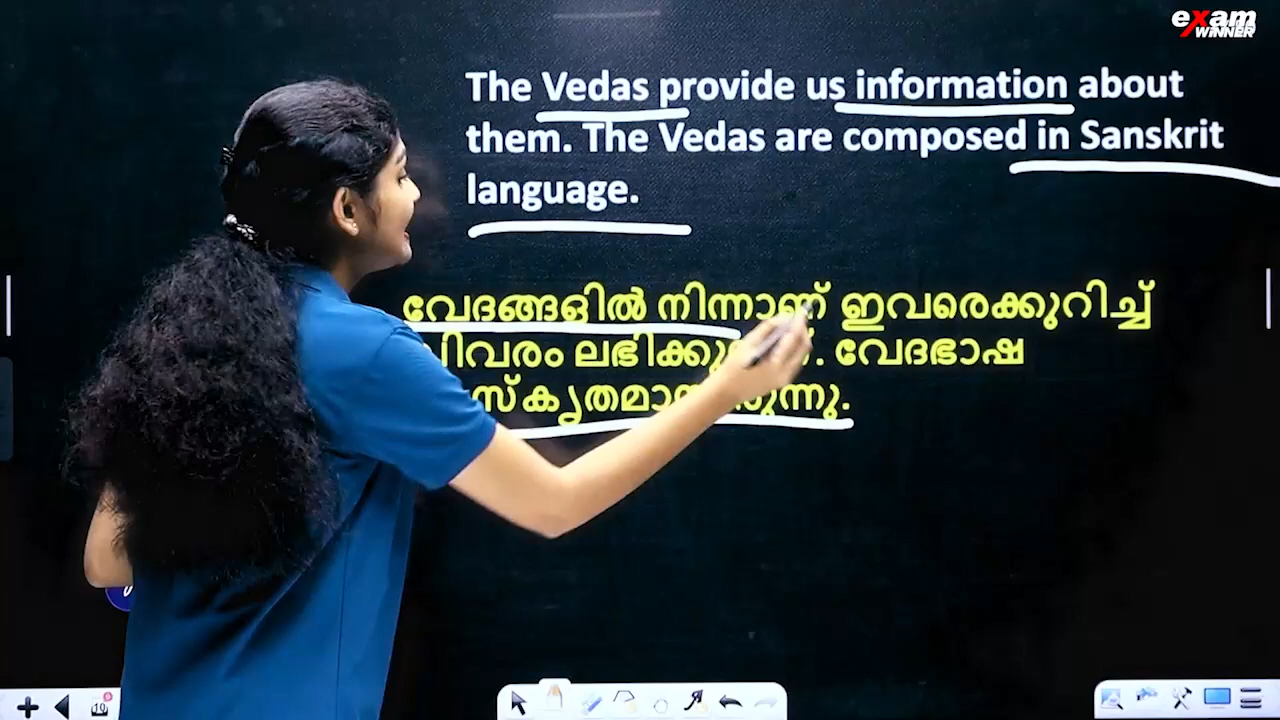 exam
WINNER
The Vedas provide us information about
them. The Vedas are composed in Sanskrit
language.
വേദങ്ങളിൽ നിന്നാണ് ഇവരെക്കുറിച്ച്
വിവരം വേദഭാഷ